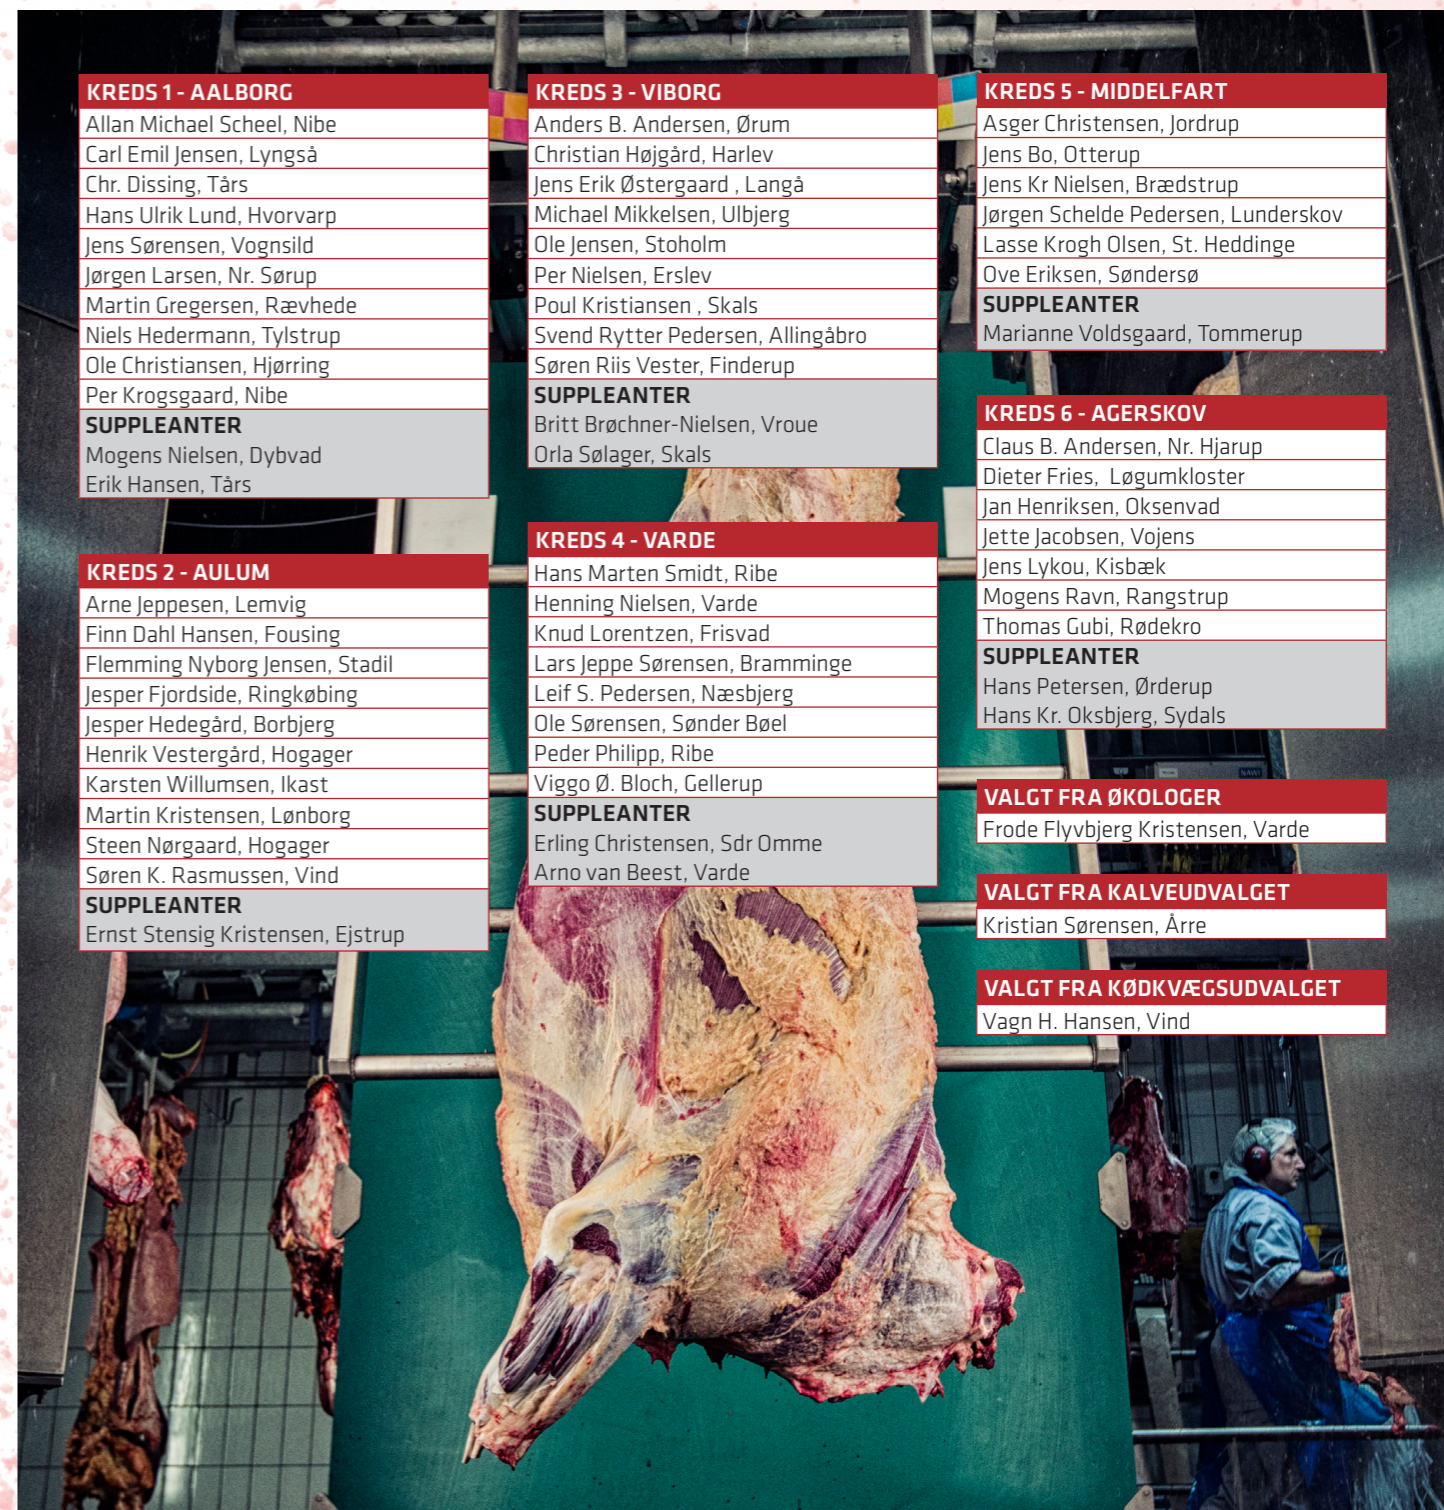 KREDS 1 - AALBORG
Allan Michael Scheel, Nibe
Carl Emil Jensen, Lyngså
Chr. Dissing, Tårs
Hans Ulrik Lund, Hvorvarp
Jens Sørensen, Vognsild
Jørgen Larsen, Nr. Sørup
Martin Gregersen, Rævhede
Niels Hedermann, Tylstrup
Ole Christiansen, Hjørring
Per Krogsgaard, Nibe
SUPPLEANTER
Mogens Nielsen, Dybvad
Erik Hansen, Tårs
KREDS 2 - AULUM
Arne Jeppesen, Lemvig
Finn Dahl Hansen, Fousing
Flemming Nyborg Jensen, Stadil
Jesper Fjordside, Ringkøbing
Jesper Hedegård, Borbjerg
Henrik Vestergård, Hogager
Karsten Willumsen, Ikast
Martin Kristensen, Lønborg
Steen Nørgaard, Hogager
Søren K. Rasmussen, Vind
SUPPLEANTER
Ernst Stensig Kristensen, Ejstrup
KREDS 3 - VIBORG
Anders B. Andersen, Ørum
Christian Højgård, Harlev
Jens Erik Østergaard , Langå
Michael Mikkelsen, Ulbjerg
Ole Jensen, Stoholm
Per Nielsen, Erslev
Poul Kristiansen , Skals
Svend Rytter Pedersen, Allingåbro
Søren Riis Vester, Finderup
SUPPLEANTER
Britt Brøchner-Nielsen, Vroue
Orla Sølager, Skals
KREDS 4 - VARDE
Hans Marten Smidt, Ribe
Henning Nielsen, Varde
Knud Lorentzen, Frisvad
Lars Jeppe Sørensen, Bramminge
Leif S. Pedersen, Næsbjerg
Ole Sørensen, Sønder Bøel
Peder Philipp, Ribe
Viggo Ø. Bloch, Gellerup
SUPPLEANTER
Erling Christensen, Sdr Omme
Arno van Beest, Varde
KREDS 5 - MIDDELFART
Asger Christensen, Jordrup
Jens Bo, Otterup
Jens Kr Nielsen, Brædstrup
Jørgen Schelde Pedersen, Lunderskov
Lasse Krogh Olsen, St. Heddinge
Ove Eriksen, Søndersø
SUPPLEANTER
Marianne Voldsgaard, Tommerup
KREDS 6 - AGERSKOV
Claus B. Andersen, Nr. Hjarup
Dieter Fries, Løgumkloster
Jan Henriksen, Oksenvad
Jette Jacobsen, Vojens
Jens Lykou, Kisbæk
Mogens Ravn, Rangstrup
Thomas Gubi, Rødekro
SUPPLEANTER
Hans Petersen, Ørderup
Hans Kr. Oksbjerg, Sydals
VALGT FRA ØKOLOGER
Frode Flyvbjerg Kristensen, Varde
VALGT FRA KALVEUDVALGET
Kristian Sørensen, Årre
VALGT FRA KØDKVÆGSUDVALGET
Vagn H. Hansen, Vind